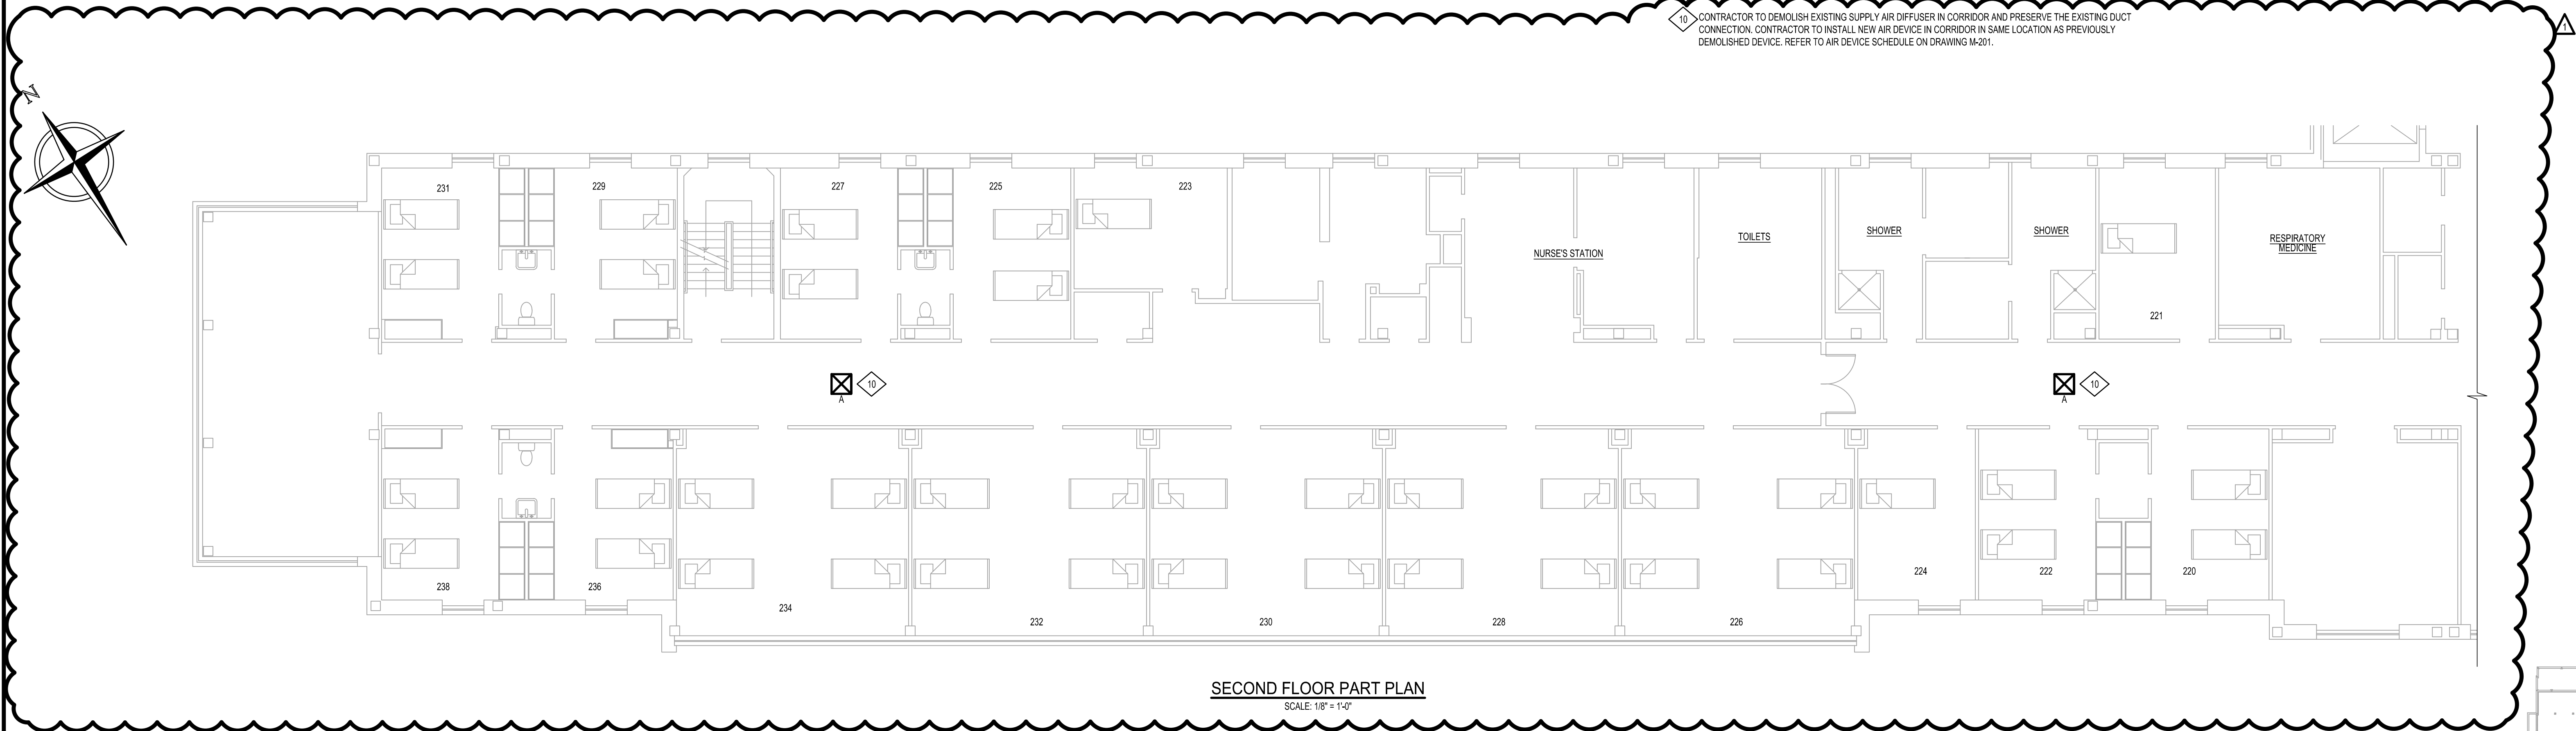 10 CONTRACTOR TO DEMOLISH EXISTING SUPPLY AIR DIFFUSER IN CORRIDOR AND PRESERVE THE EXISTING DUCT
CONNECTION. CONTRACTOR TO INSTALL NEW AIR DEVICE IN CORRIDOR IN SAME LOCATION AS PREVIOUSLY
DEMOLISHED DEVICE. REFER TO AIR DEVICE SCHEDULE ON DRAWING M-201.
1
N
231
229
227
225
223
NURSE'S STATION
TOILETS
SHOWER
SHOWER
RESPIRATORY
MEDICINE
221
10
A
10
A
238
236
234
232
230
228
226
224
222
220
SECOND FLOOR PART PLAN
SCALE: 1/8" = 1'-0"